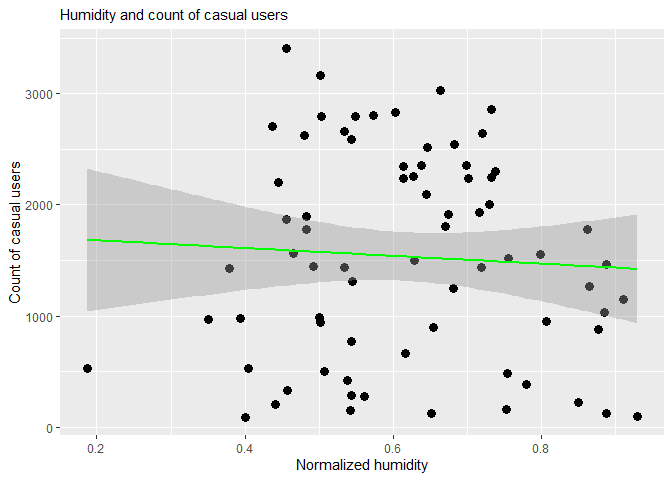 Humidity and count of casual users
Count of casual users
3000
2000
1000
0
0.2 0.4 0.6 0.8
Normalized humidity